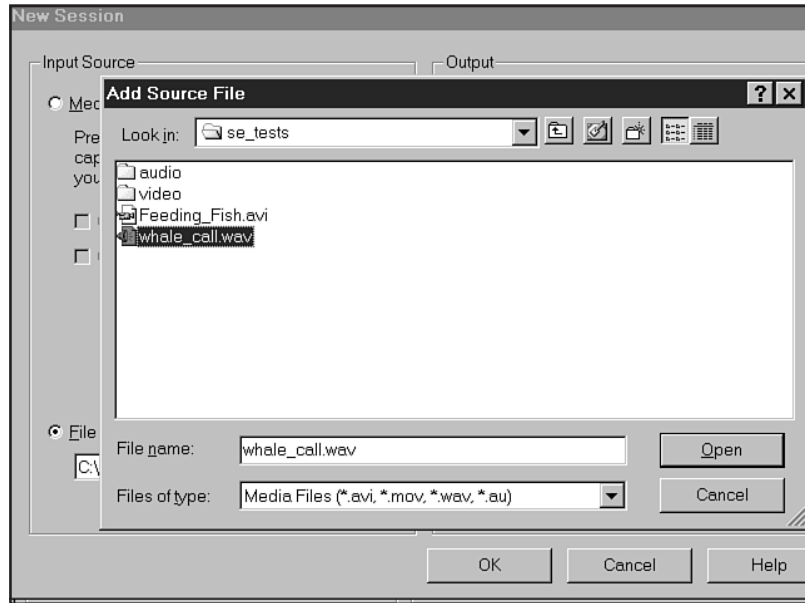 New Session
Input Source
Output
Add Source File
Look in: se_tests
audio
video
Feeding_Fish.avi
whale_call.wav
File
C:\
File name: whale_call.wav
Open
Files of type: Media Files (*.avi, *.mov, *.wav, *.au)
Cancel
OK
Cancel
Help